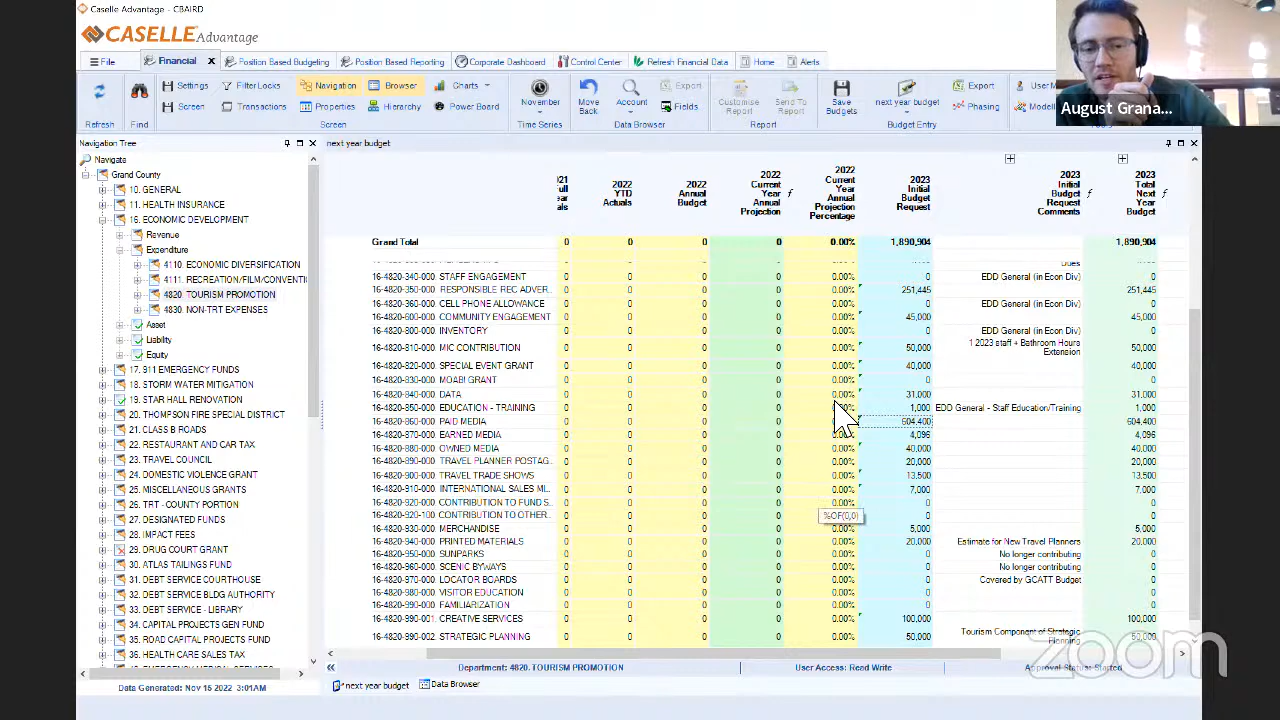 Caselle Advantage - CBAIRD
CASELLE Advantage
File
Financial X
Position Based Budgeting
Position Based Reporting
Corporate Dashboard
Control Center
Refresh Financial Data
Home
Alerts
August Grana...
Refresh
Find
Settings
Screen
Filter Locks
Transactions
Navigation
Properties
Browser
Hierarchy
Charts
Power Board
Screen
November
Time Series
Move Back
Account
Export
Fields
Data Browser
Customise Report
Send To Report
Report
Save Budgets
next year budget
Budget Entry
Export
Phasing
User M
Modell
Navigation Tree
next year budget
Navigate
Grand County
10. GENERAL
11. HEALTH INSURANCE
16. ECONOMIC DEVELOPMENT
Revenue
Expenditure
4110. ECONOMIC DIVERSIFICATION
4111. RECREATION/FILM/CONVENTI
4820. TOURISM PROMOTION
4830. NON-TRT EXPENSES
Asset
Liability
Equity
17. 911 EMERGENCY FUNDS
18. STORM WATER MITIGATION
19. STAR HALL RENOVATION
20. THOMPSON FIRE SPECIAL DISTRICT
21. CLASS B ROADS
22. RESTAURANT AND CAR TAX
23. TRAVEL COUNCIL
24. DOMESTIC VIOLENCE GRANT
25. MISCELLANEOUS GRANTS
26. TRT - COUNTY PORTION
27. DESIGNATED FUNDS
28. IMPACT FEES
29. DRUG COURT GRANT
30. ATLAS TAILINGS FUND
31. DEBT SERVICE COURTHOUSE
32. DEBT SERVICE BLDG AUTHORITY
33. DEBT SERVICE - LIBRARY
34. CAPITAL PROJECTS GEN FUND
35. ROAD CAPITAL PROJECTS FUND
36. HEALTH CARE SALES TAX
Data Generated: Nov 15 2022 3:01AM
2022 YTD Actuals
2022 Annual Budget
2022 Current Year Annual Projection ƒ
2022 Current Year Annual Projection Percentage
2023 Initial Budget Request
2023 Initial Budget Request Comments ƒ
2023 Total Next Year Budget ƒ
Grand Total 0 0 0 0 0.00% 1,890,904 1,890,904
Dues
16-4820-340-000 STAFF ENGAGEMENT 0 0 0 0 0.00% 0 EDD General (in Econ Div) 0
16-4820-350-000 RESPONSIBLE REC ADVER... 0 0 0 0 0.00% 251,445 251,445
16-4820-360-000 CELL PHONE ALLOWANCE 0 0 0 0 0.00% 0 EDD General (in Econ Div) 0
16-4820-600-000 COMMUNITY ENGAGEMENT 0 0 0 0 0.00% 45,000 45,000
16-4820-800-000 INVENTORY 0 0 0 0 0.00% 0 EDD General (in Econ Div) 0
16-4820-810-000 MIC CONTRIBUTION 0 0 0 0 0.00% 50,000 1 2023 staff + Bathroom Hours Extension 50,000
16-4820-820-000 SPECIAL EVENT GRANT 0 0 0 0 0.00% 40,000 40,000
16-4820-830-000 MOAB! GRANT 0 0 0 0 0.00% 0 0
16-4820-840-000 DATA 0 0 0 0 0.00% 31,000 31,000
16-4820-850-000 EDUCATION - TRAINING 0 0 0 0 1,000 EDD General - Staff Education/Training 1,000
16-4820-860-000 PAID MEDIA 0 0 0 0 604,400 604,400
16-4820-870-000 EARNED MEDIA 0 0 0 0 4,096 4,096
16-4820-880-000 OWNED MEDIA 0 0 0 0 0.00% 40,000 40,000
16-4820-890-000 TRAVEL PLANNER POSTAG... 0 0 0 0 0.00% 20,000 20,000
16-4820-900-000 TRAVEL TRADE SHOWS 0 0 0 0 0.00% 13,500 13,500
16-4820-910-000 INTERNATIONAL SALES MI... 0 0 0 0 0.00% 7,000 7,000
16-4820-920-000 CONTRIBUTION TO FUND S... 0 0 0 0 0.00% 0 0
16-4820-920-100 CONTRIBUTION TO OTHER... 0 0 0 0 %OF(0,0) 0 0
16-4820-930-000 MERCHANDISE 0 0 0 0 0.00% 5,000 5,000
16-4820-940-000 PRINTED MATERIALS 0 0 0 0 0.00% 20,000 Estimate for New Travel Planners 20,000
16-4820-950-000 SUNPARKS 0 0 0 0 0.00% 0 No longer contributing 0
16-4820-960-000 SCENIC BYWAYS 0 0 0 0 0.00% 0 No longer contributing 0
16-4820-970-000 LOCATOR BOARDS 0 0 0 0 0.00% 0 Covered by GCATT Budget 0
16-4820-980-000 VISITOR EDUCATION 0 0 0 0 0.00% 0 0
16-4820-990-000 FAMILIARIZATION 0 0 0 0 0.00% 0 0
16-4820-990-001. CREATIVE SERVICES 0 0 0 0 0.00% 100,000 100,000
16-4820-990-002. STRATEGIC PLANNING 0 0 0 0 0.00% 50,000 Tourism Component of Strategic Planning 50,000
Department: 4820. TOURISM PROMOTION
User Access: Read Write
Approval Status: Started
next year budget
Data Browser
zoom